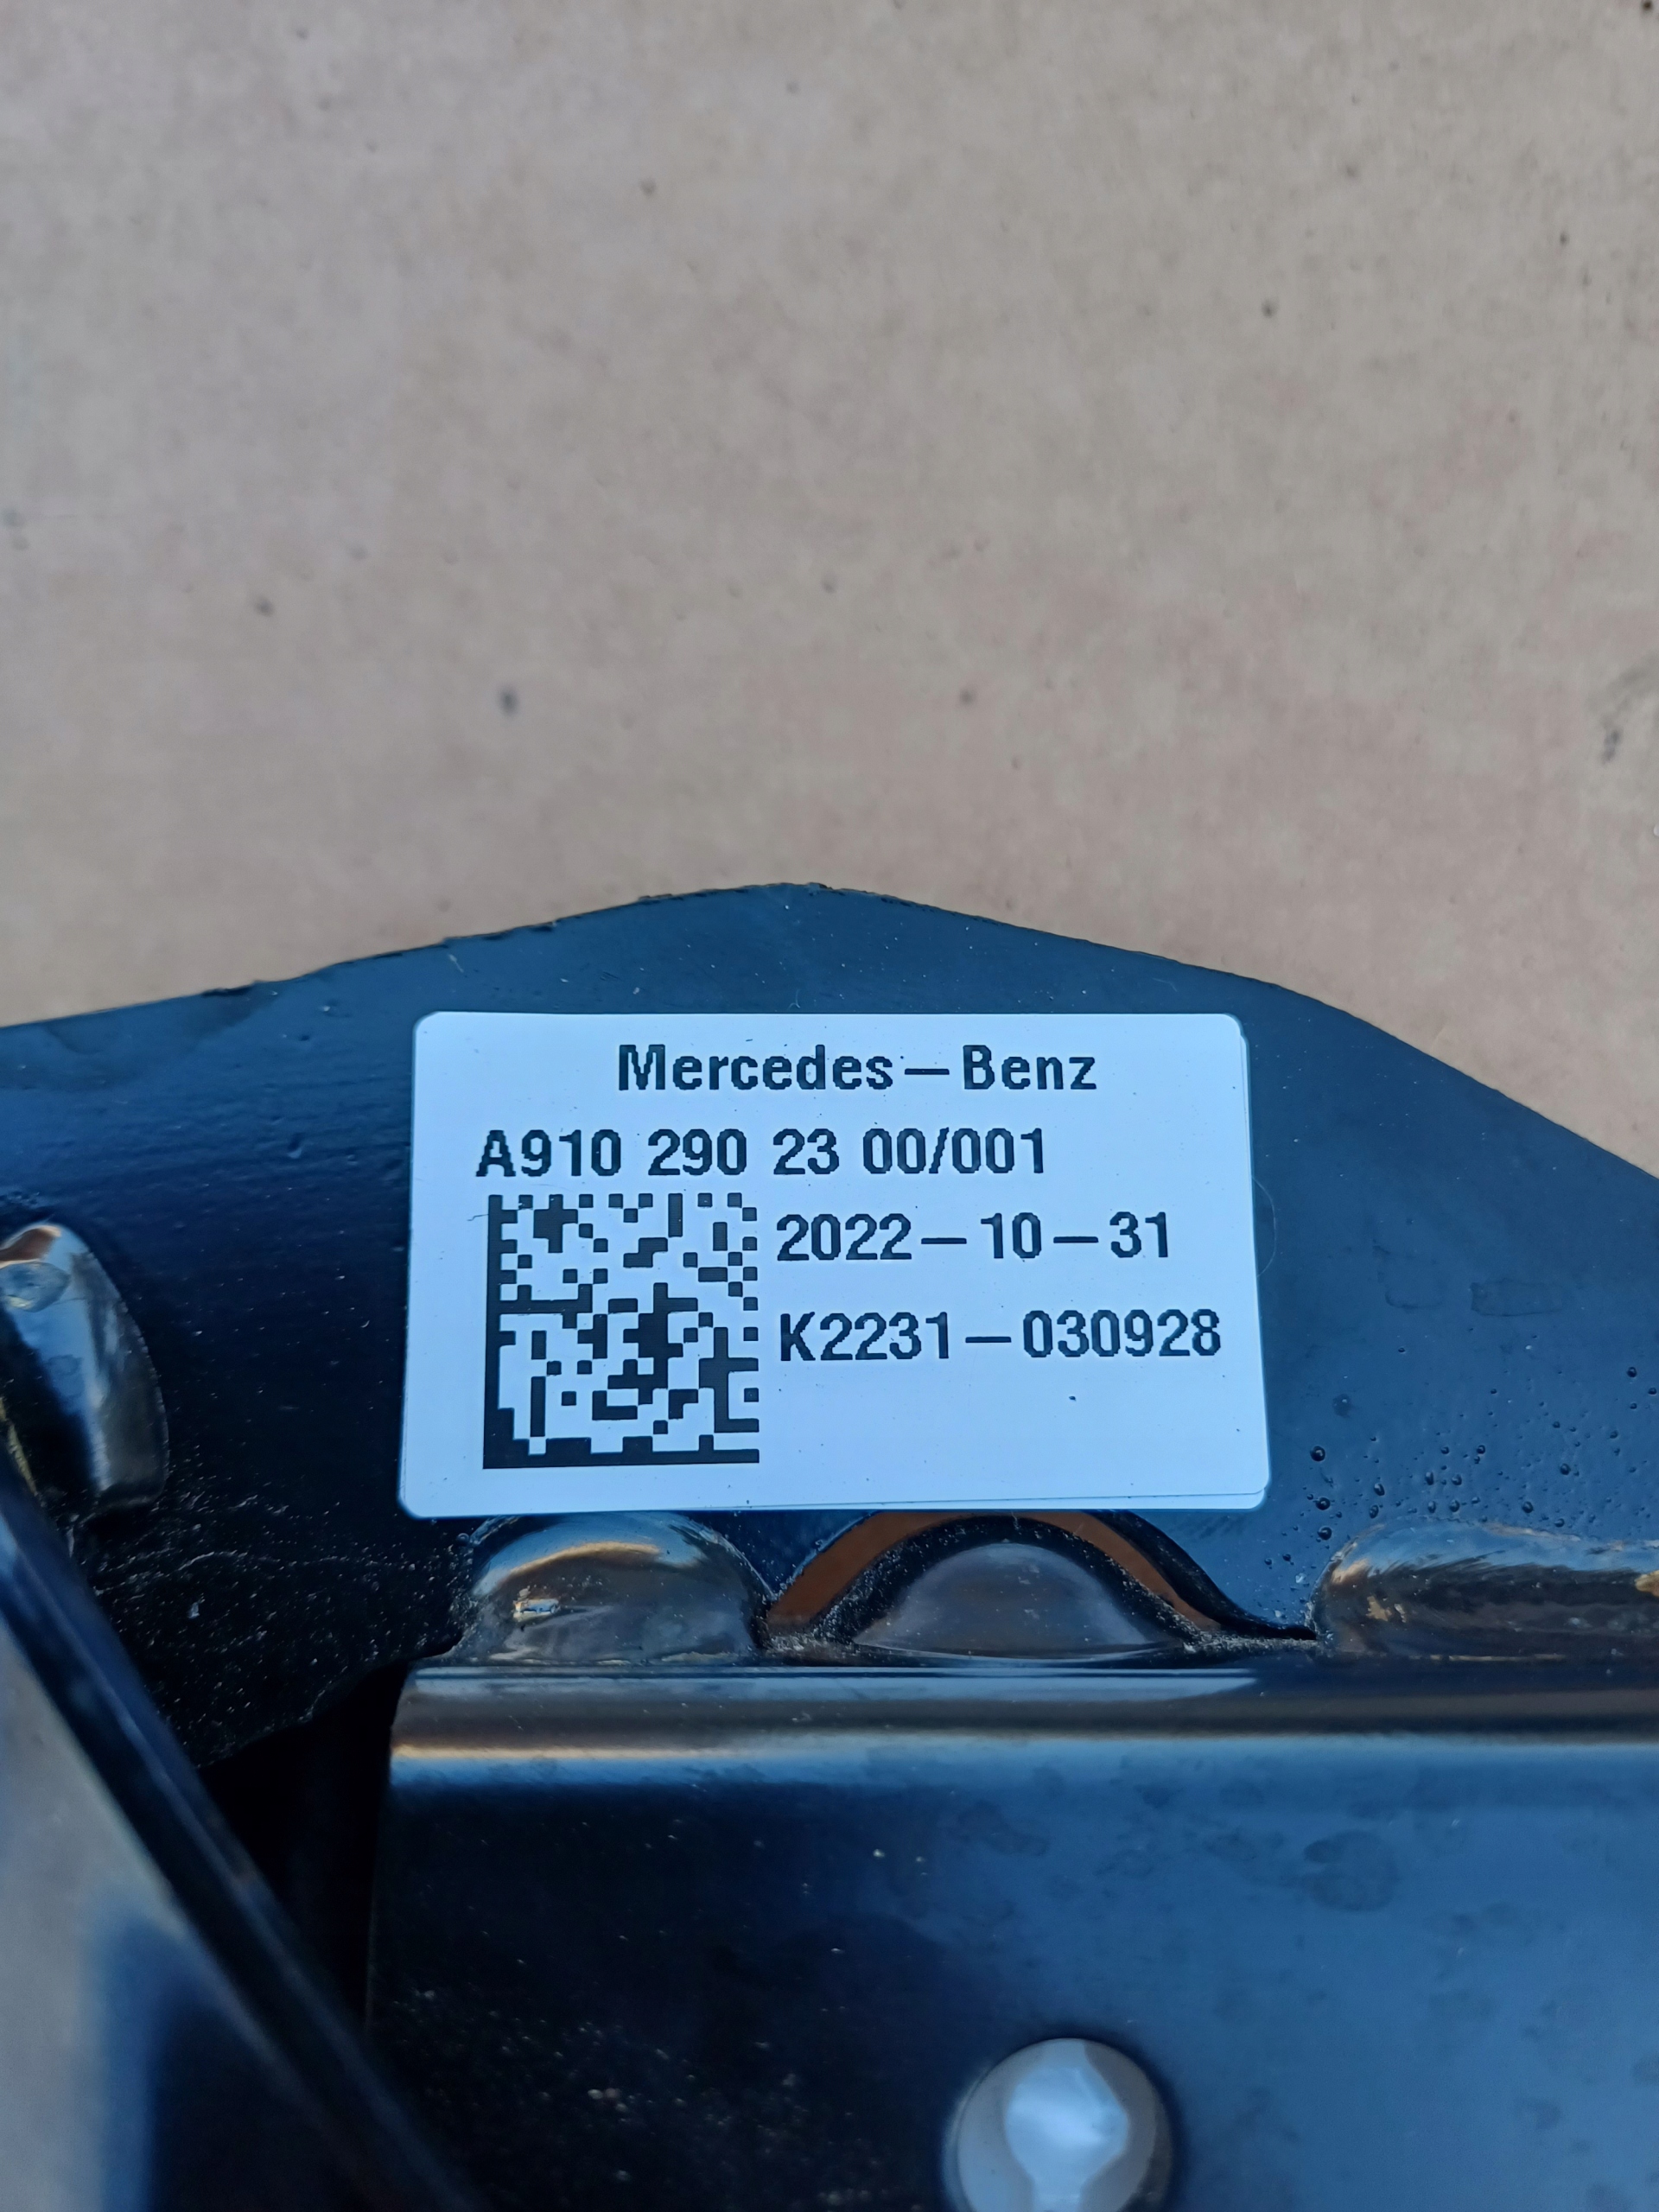 Mercedes-Benz
A910 290 23 00/001
2022-10-31
K2231-030928